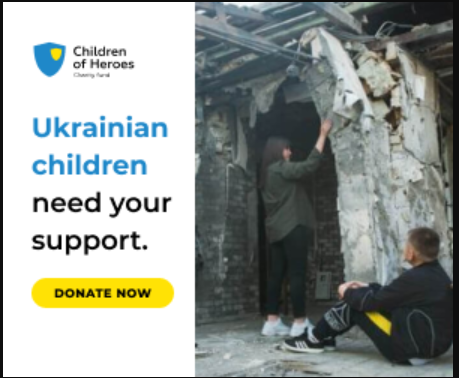 Children
of Heroes
Charity Fund
Ukrainian
children
need your
support.
DONATE NOW